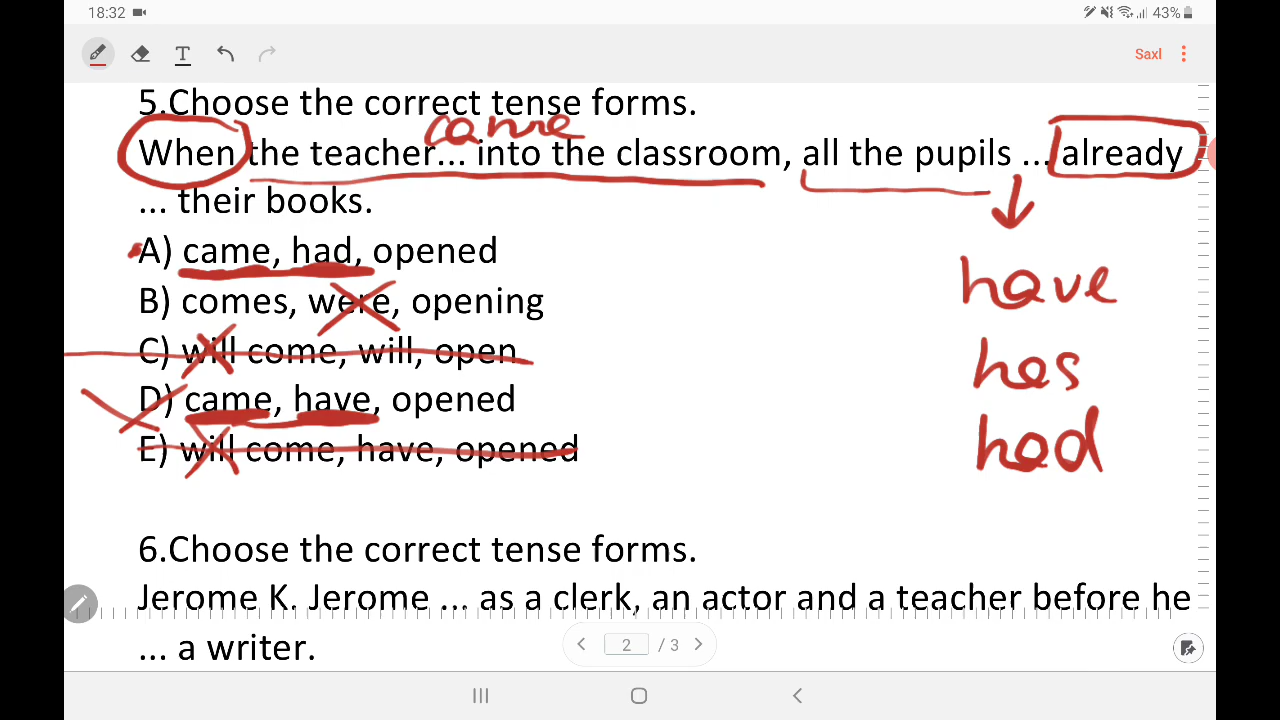 18:32
43%
T
Saxl
5.Choose the correct tense forms.
came
When the teacher... into the classroom, all the pupils ... already
... their books.
A) came, had, opened
B) comes, were, opening
C) will come, will, open
D) came, have, opened
E) will come, have, opened
have
has
had
6.Choose the correct tense forms.
Jerome K. Jerome ... as a clerk, an actor and a teacher before he
... a writer.
2 / 3